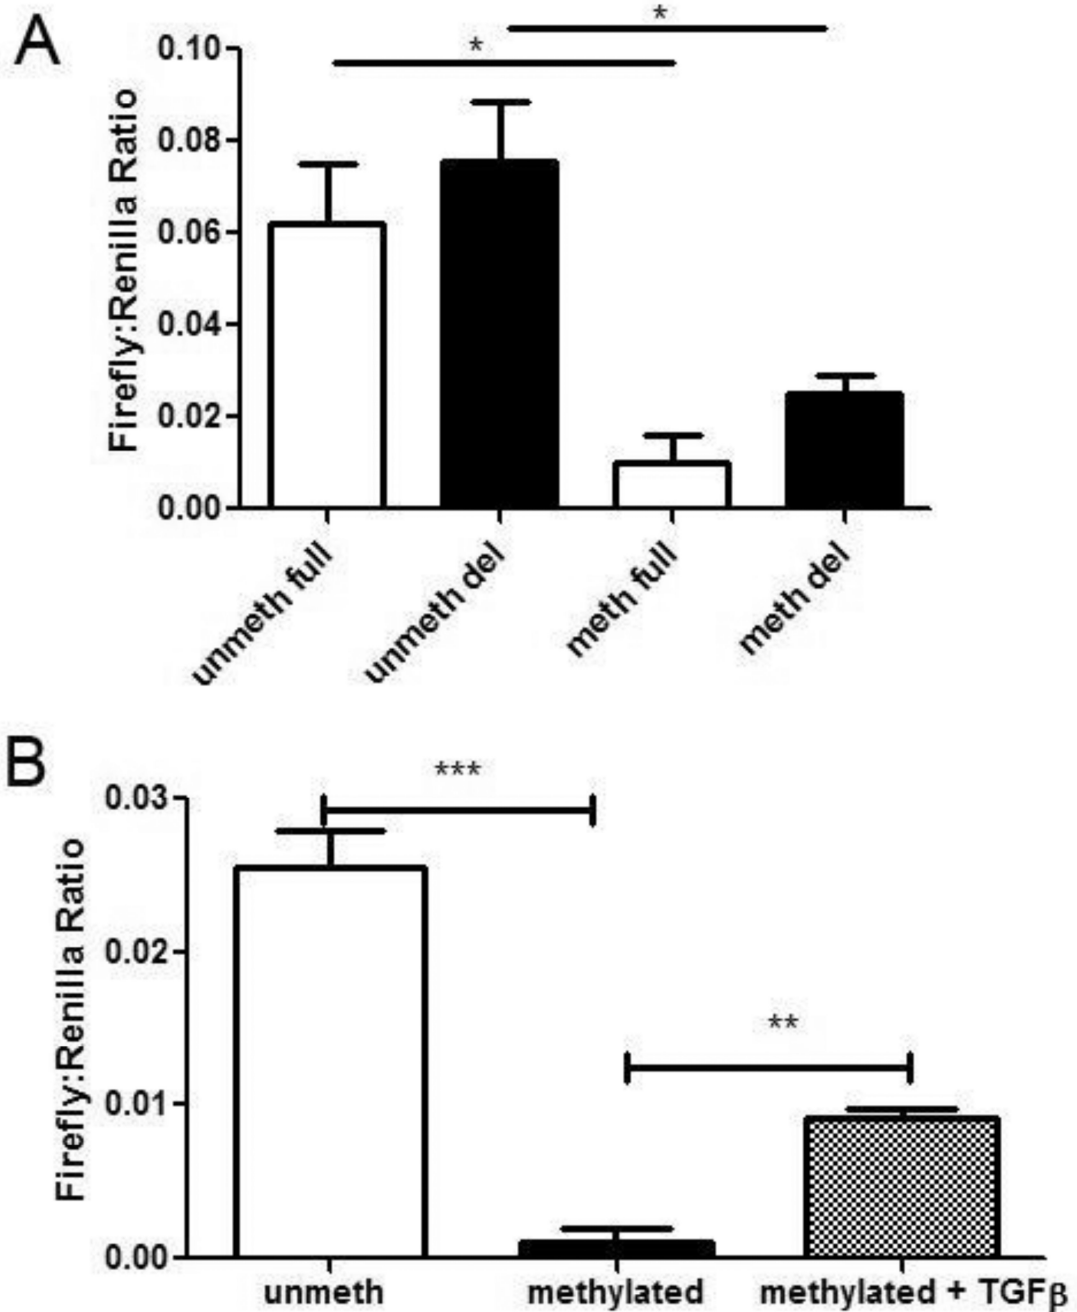 A
*
*
0.10
0.08
0.06
0.04
0.02
0.00
Firefly:Renilla Ratio
unmeth full
unmeth del
meth full
meth del
B
***
**
0.03
0.02
0.01
0.00
Firefly:Renilla Ratio
unmeth
methylated
methylated + TGFβ